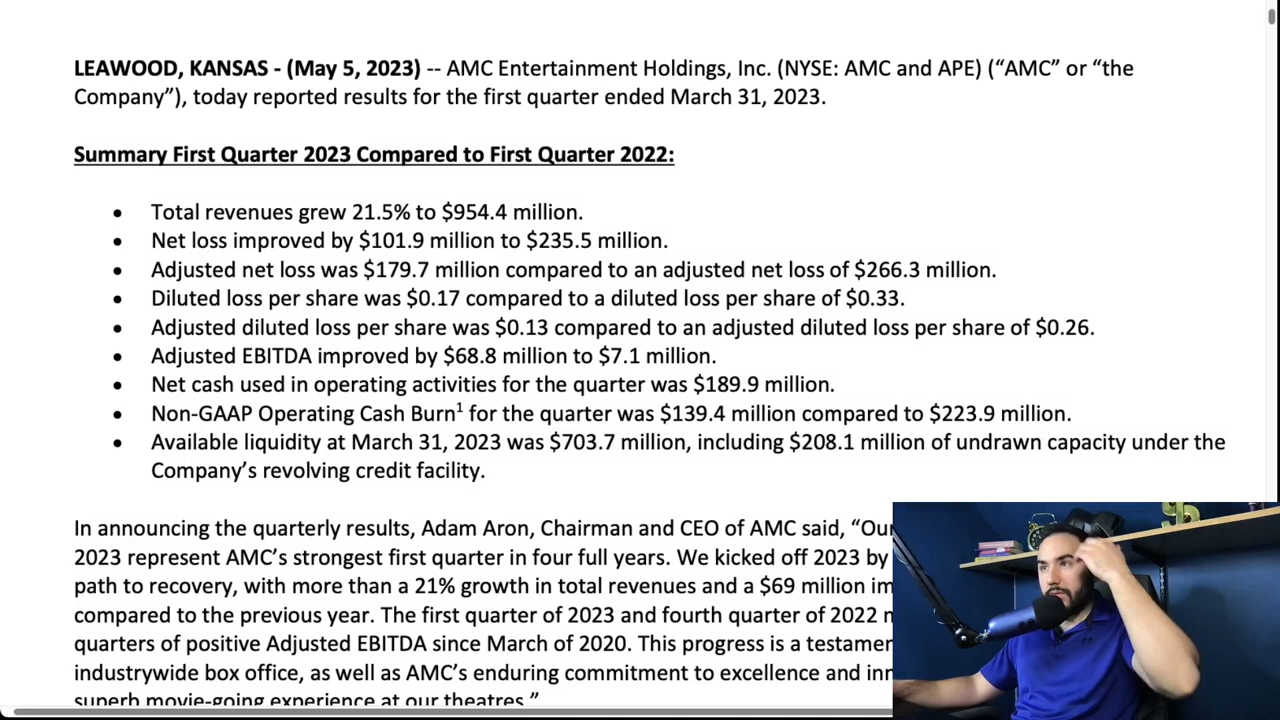 LEAWOOD, KANSAS - (May 5, 2023) -- AMC Entertainment Holdings, Inc. (NYSE: AMC and APE) (“AMC” or “the
Company”), today reported results for the first quarter ended March 31, 2023.
Summary First Quarter 2023 Compared to First Quarter 2022:
• Total revenues grew 21.5% to $954.4 million.
• Net loss improved by $101.9 million to $235.5 million.
• Adjusted net loss was $179.7 million compared to an adjusted net loss of $266.3 million.
• Diluted loss per share was $0.17 compared to a diluted loss per share of $0.33.
• Adjusted diluted loss per share was $0.13 compared to an adjusted diluted loss per share of $0.26.
• Adjusted EBITDA improved by $68.8 million to $7.1 million.
• Net cash used in operating activities for the quarter was $189.9 million.
• Non-GAAP Operating Cash Burn¹ for the quarter was $139.4 million compared to $223.9 million.
• Available liquidity at March 31, 2023 was $703.7 million, including $208.1 million of undrawn capacity under the
Company’s revolving credit facility.
In announcing the quarterly results, Adam Aron, Chairman and CEO of AMC said, “Our
2023 represent AMC’s strongest first quarter in four full years. We kicked off 2023 by
path to recovery, with more than a 21% growth in total revenues and a $69 million
compared to the previous year. The first quarter of 2023 and fourth quarter of 2022
quarters of positive Adjusted EBITDA since March of 2020. This progress is a
industrywide box office, as well as AMC’s enduring commitment to excellence and
superb movie-going experience at our theatres.”